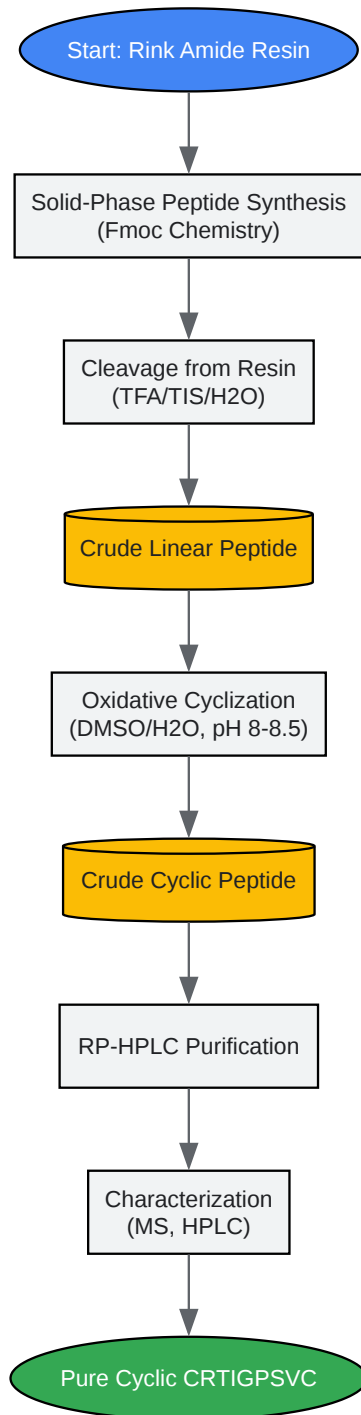 Start: Rink Amide Resin
Solid-Phase Peptide Synthesis
(Fmoc Chemistry)
Cleavage from Resin
(TFA/TIS/H2O)
Crude Linear Peptide
Oxidative Cyclization
(DMSO/H2O, pH 8-8.5)
Crude Cyclic Peptide
RP-HPLC Purification
Characterization
(MS, HPLC)
Pure Cyclic CRTIGPSVC